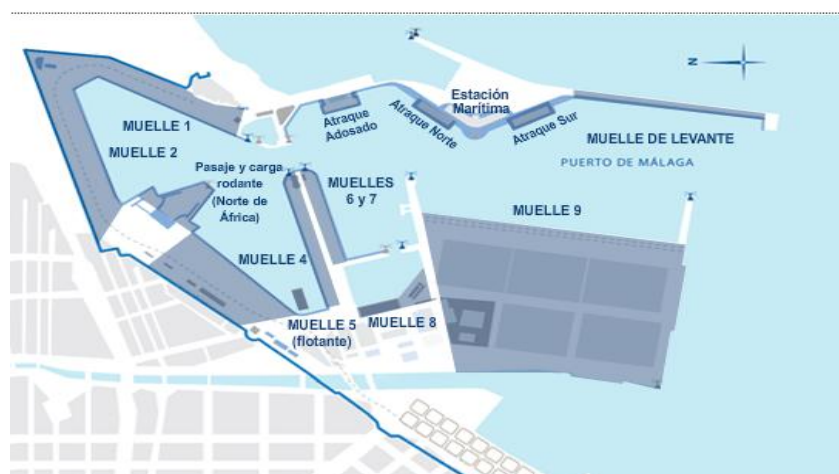 N
Estación
Marítima
Atraque
Adosado
Atraque Norte
Atraque Sur
MUELLE 1
MUELLE DE LEVANTE
MUELLE 2
PUERTO DE MÁLAGA
Pasaje y carga
rodante
(Norte de
África)
MUELLES
6 y 7
MUELLE 9
MUELLE 4
MUELLE 5
(flotante)
MUELLE 8